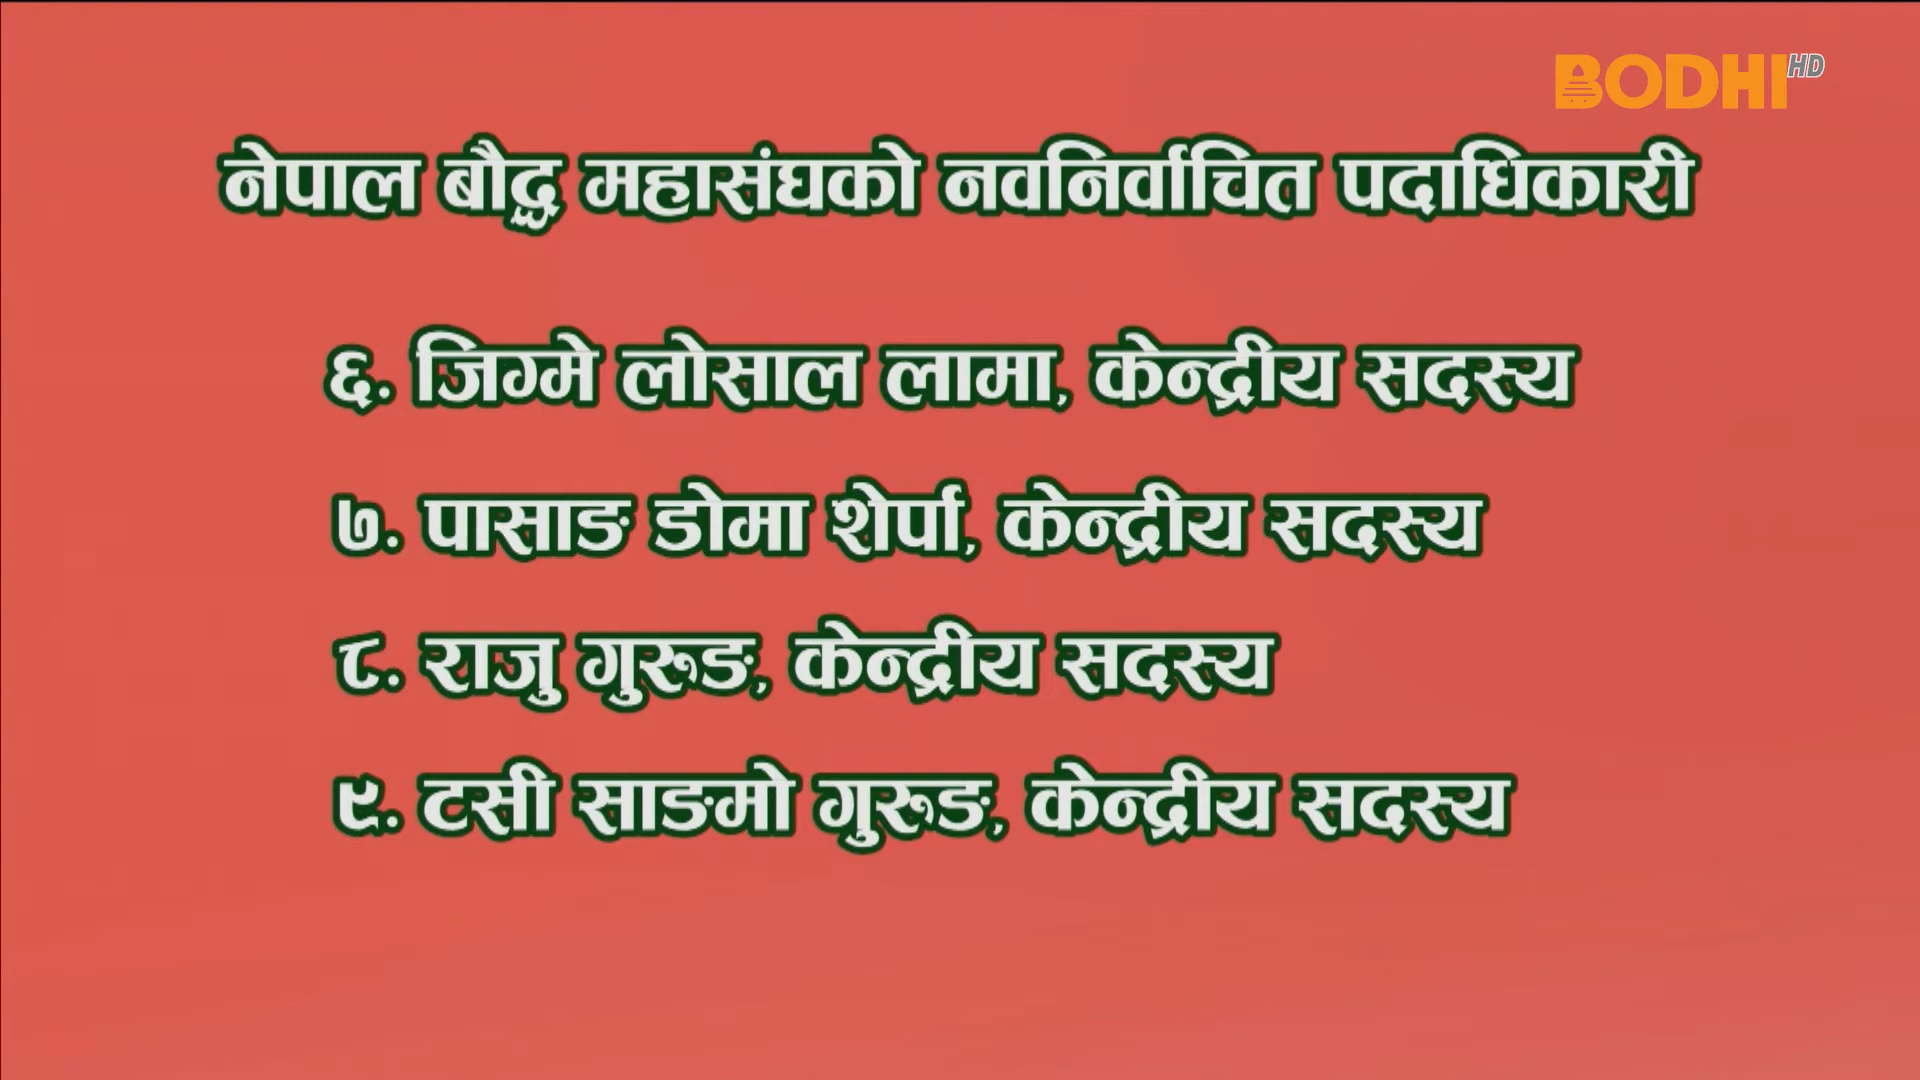 BODHI HD
नेपाल बौद्ध महासंघको नवनिर्वाचित पदाधिकारी
६. जिग्मे लोसाल लामा, केन्द्रीय सदस्य
७. पासाङ डोमा शेर्पा, केन्द्रीय सदस्य
८. राजु गुरुङ, केन्द्रीय सदस्य
९. टसी साङमो गुरुङ, केन्द्रीय सदस्य